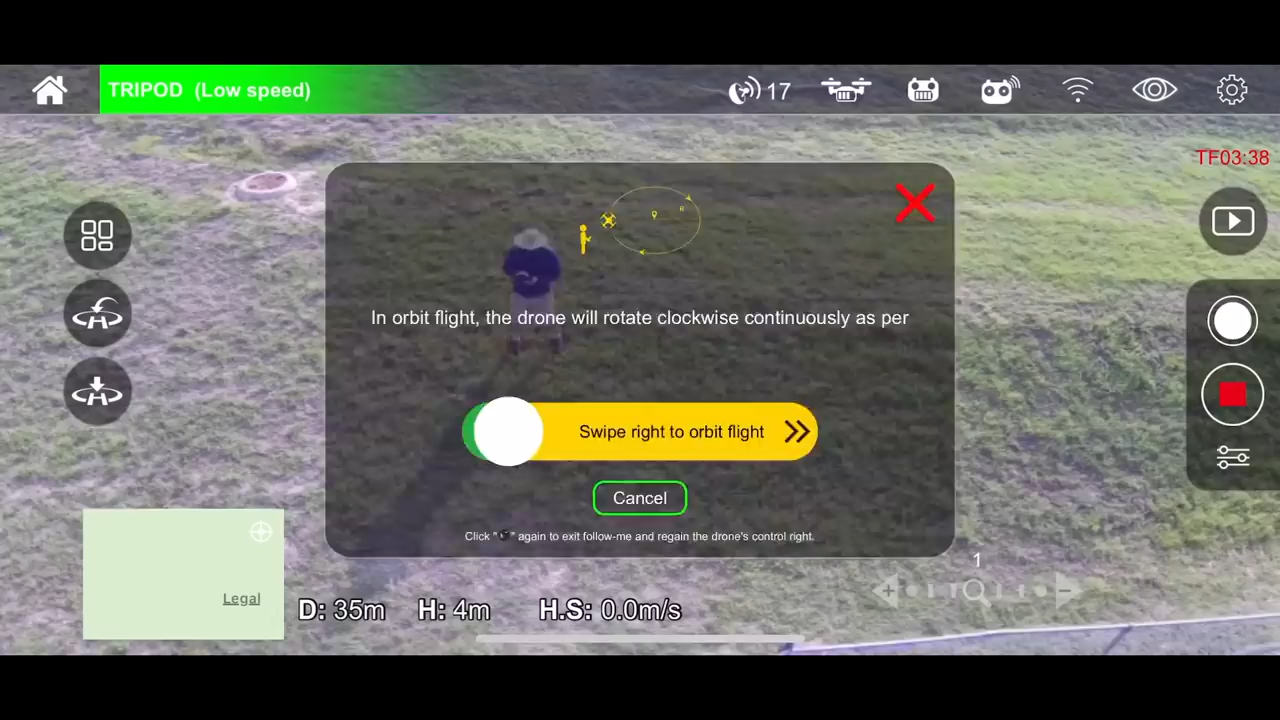 TRIPOD (Low speed)
17
TF03:38
R
In orbit flight, the drone will rotate clockwise continuously as per
Swipe right to orbit flight
Cancel
Click " " again to exit follow-me and regain the drone's control right.
1
Legal
D: 35m H: 4m H.S: 0.0m/s